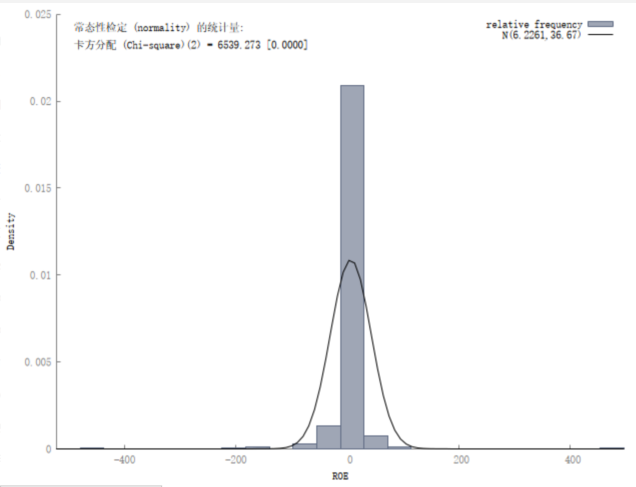 常态性检定 (normality) 的统计量:
卡方分配 (Chi-square)(2) = 6539.273 [0.0000]
relative frequency
N(6.2261,36.67)
0.025
0.02
0.015
0.01
0.005
0
Density
-400
-200
0
200
400
ROE